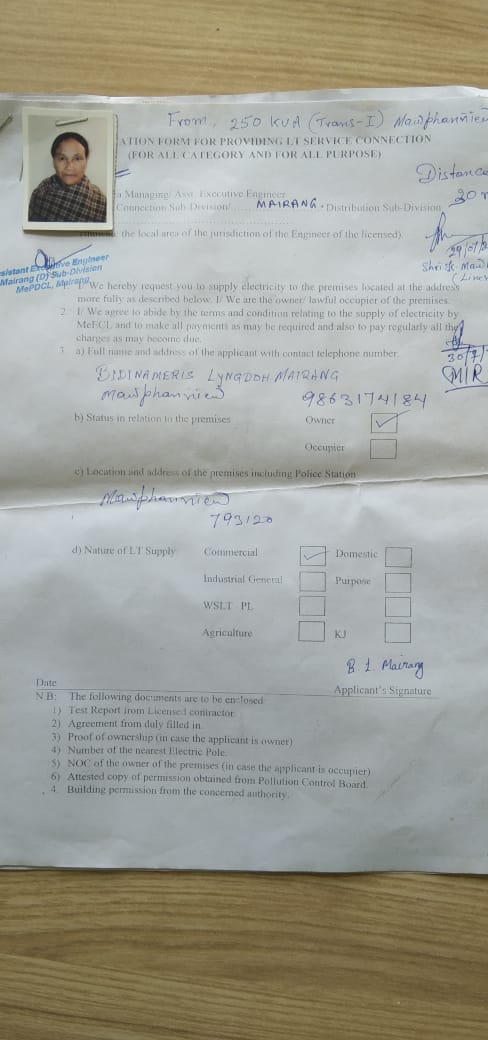 From, 250 KVA (Trans-I) Mawphanniew
ATION FORM FOR PROVIDING LT SERVICE CONNECTION
(FOR ALL CATEGORY AND FOR ALL PURPOSE)
Distance
30
a Managing/ Asst. Executive Engineer
Connection Sub-Division/ MAIRANG Distribution Sub-Division
the local area of the jurisdiction of the Engineer of the licensed)
sistant Executive Engineer
Mairang (D) Sub-Division
MePDCL, Mairang
1. I/ We hereby request you to supply electricity to the premises located at the address
more fully as described below. I/ We are the owner/ lawful occupier of the premises.
2. I/ We agree to abide by the terms and condition relating to the supply of electricity by
MeECL and to make all payments as may be required and also to pay regularly all the
charges as may become due.
30/7/
MIR
3. a) Full name and address of the applicant with contact telephone number
BIDINAMERIS LYNGDOH MAIRANG
Mawphanniew 9863174184
b) Status in relation to the premises Owner ✓
Occupier
c) Location and address of the premises including Police Station
Mawphanniew
793120
d) Nature of LT Supply Commercial ✓ Domestic
Industrial General Purpose
WSLT PL
Agriculture KJ
B. L. Mairang
Date Applicant's Signature
N.B: The following documents are to be enclosed
1) Test Report from Licensed contractor
2) Agreement from duly filled in.
3) Proof of ownership (in case the applicant is owner)
4) Number of the nearest Electric Pole.
5) NOC of the owner of the premises (in case the applicant is occupier)
6) Attested copy of permission obtained from Pollution Control Board.
4. Building permission from the concerned authority.